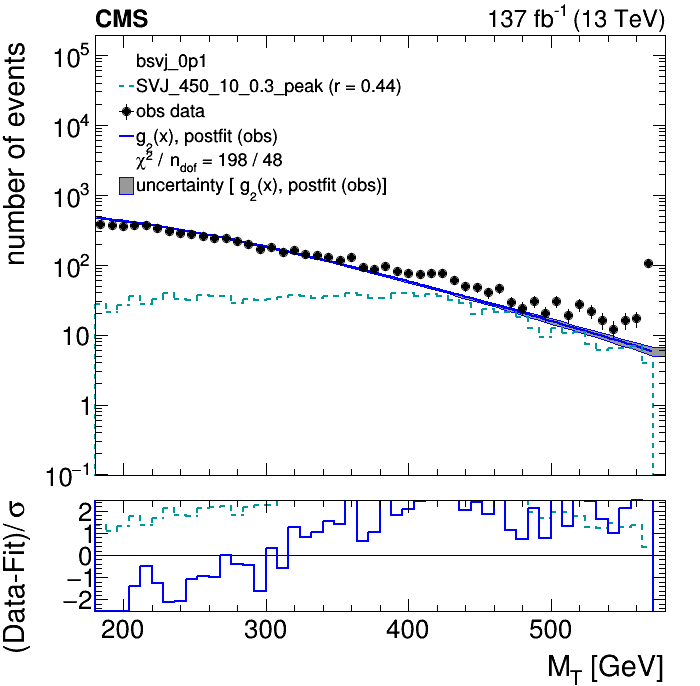 CMS 137 fb⁻¹ (13 TeV)
number of events
10⁵
10⁴
10³
10²
10
1
10⁻¹
bsvj_0p1
SVJ_450_10_0.3_peak (r = 0.44)
obs data
g₂(x), postfit (obs)
χ² / n_dof = 198 / 48
uncertainty [ g₂(x), postfit (obs)]
(Data-Fit)/ σ
2
1
0
−1
−2
200 300 400 500
M_T [GeV]